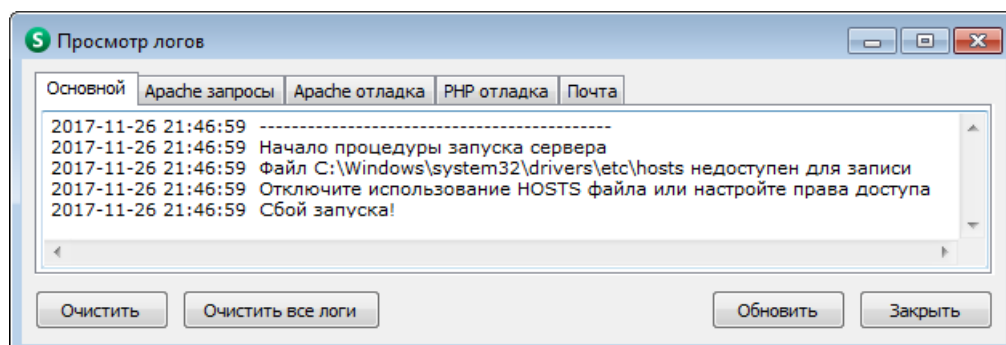 S Просмотр логов
Основной Apache запросы Apache отладка PHP отладка Почта
2017-11-26 21:46:59 --------------------------------------------
2017-11-26 21:46:59 Начало процедуры запуска сервера
2017-11-26 21:46:59 Файл C:\Windows\system32\drivers\etc\hosts недоступен для записи
2017-11-26 21:46:59 Отключите использование HOSTS файла или настройте права доступа
2017-11-26 21:46:59 Сбой запуска!
Очистить Очистить все логи Обновить Закрыть